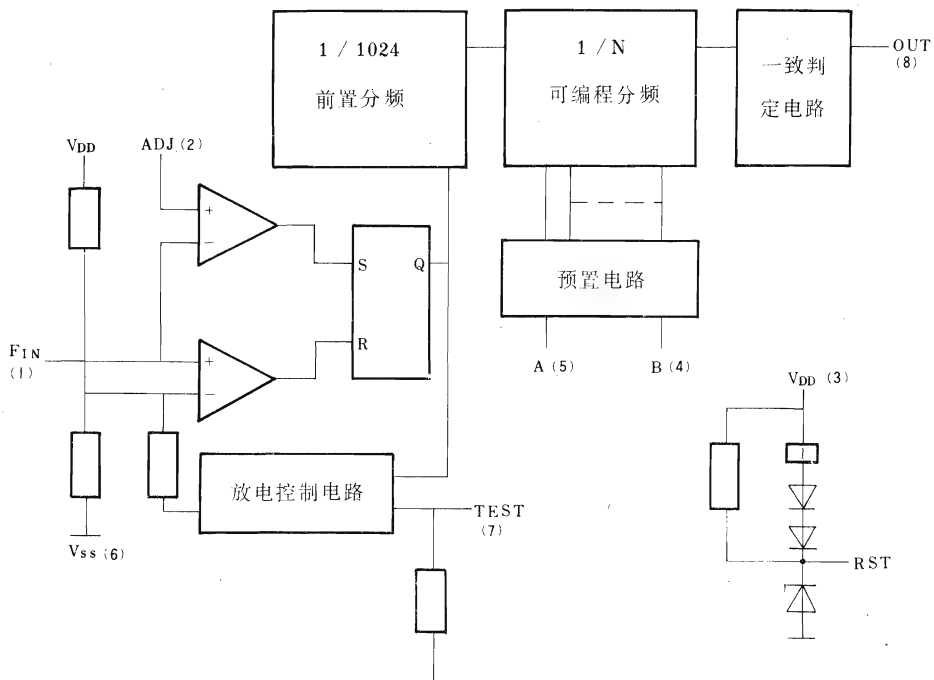 1 / 1024
前置分频
1 / N
可编程分频
一致判
定电路
OUT
(8)
VDD
ADJ (2)
+
−
S
Q
R
预置电路
FIN
(1)
+
−
A (5)
B (4)
VDD (3)
放电控制电路
TEST
(7)
VSS (6)
RST